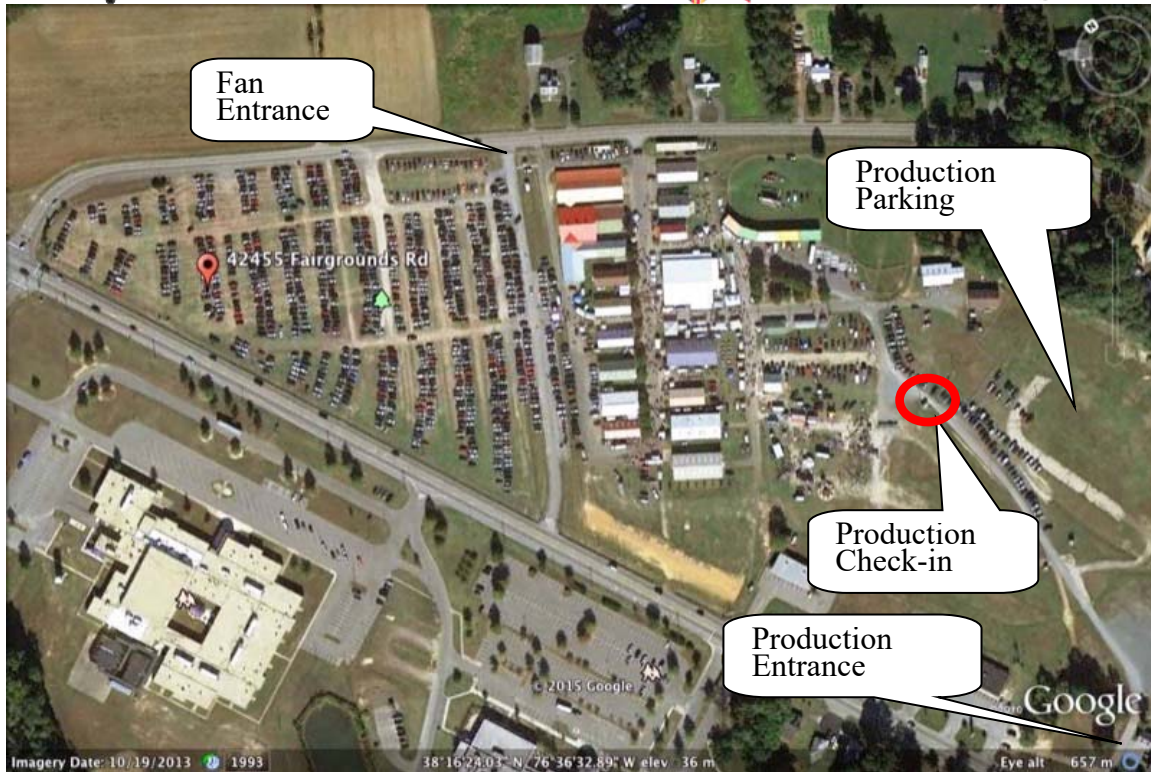 N
Fan
Entrance
Production
Parking
42455 Fairgrounds Rd
Production
Check-in
Production
Entrance
© 2015 Google
Google
Imagery Date: 10/19/2013
1993
38°16'24.03" N, 76°36'32.89" W elev 36 m
Eye alt 657 m